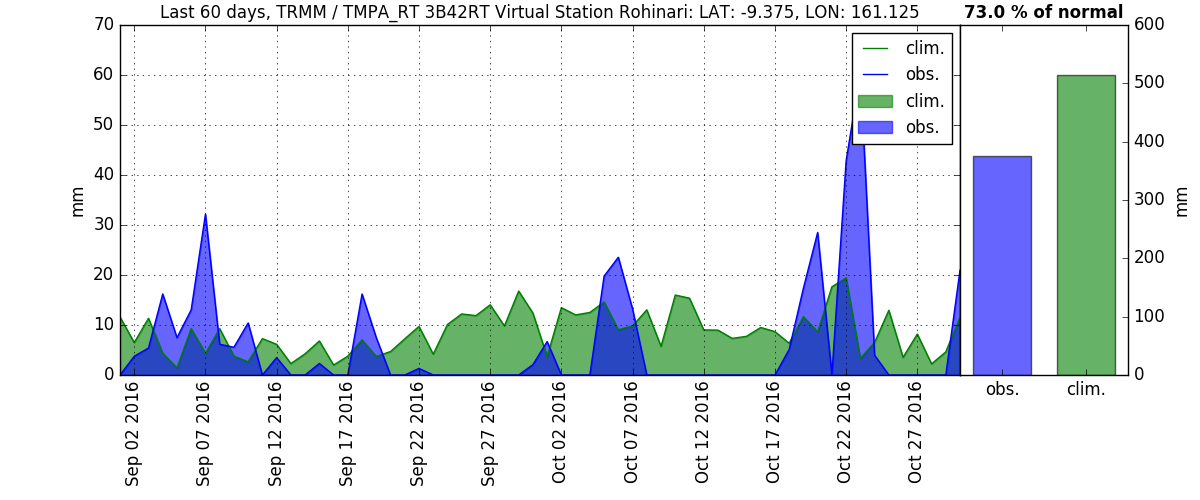 Last 60 days, TRMM / TMPA_RT 3B42RT Virtual Station Rohinari: LAT: -9.375, LON: 161.125
73.0 % of normal
70
60
50
40
30
20
10
0
mm
clim.
obs.
clim.
obs.
600
500
400
300
200
100
0
mm
Sep 02 2016
Sep 07 2016
Sep 12 2016
Sep 17 2016
Sep 22 2016
Sep 27 2016
Oct 02 2016
Oct 07 2016
Oct 12 2016
Oct 17 2016
Oct 22 2016
Oct 27 2016
obs.
clim.